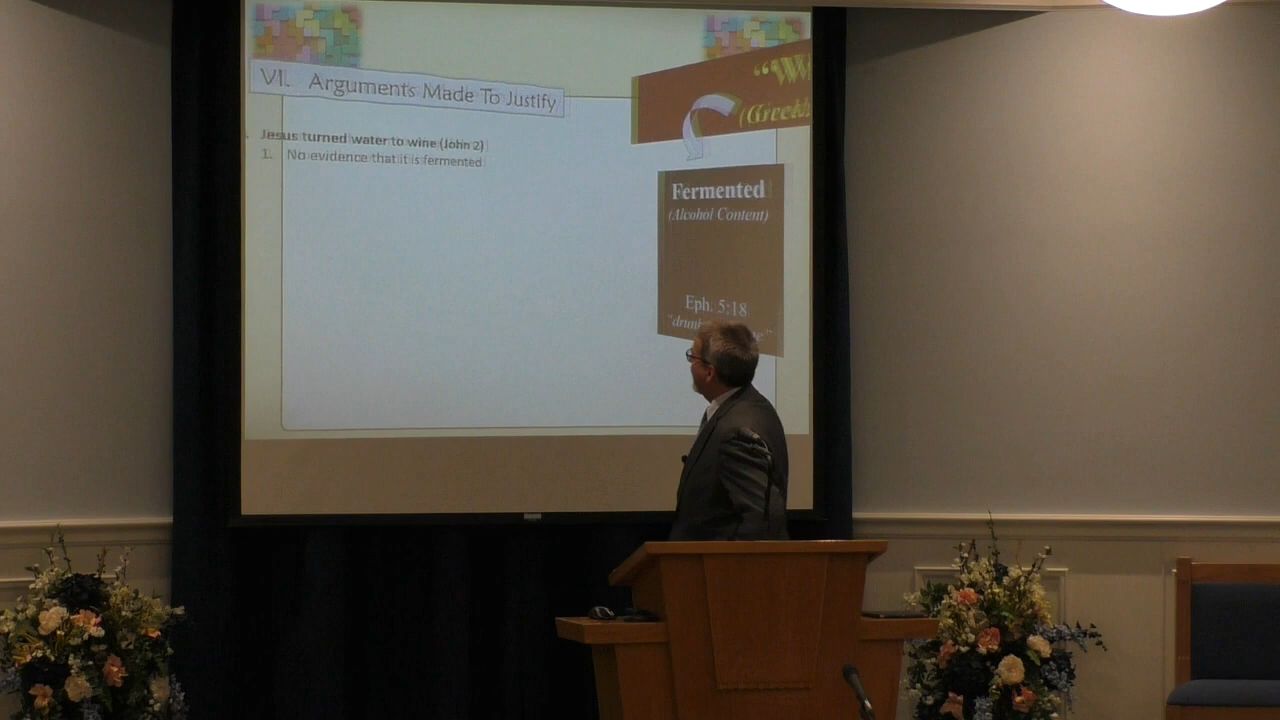 VII. Arguments Made To Justify
Jesus turned water to wine (John 2)
1. No evidence that it is fermented
(Greek
Fermented
(Alcohol Content)
Eph. 5:18